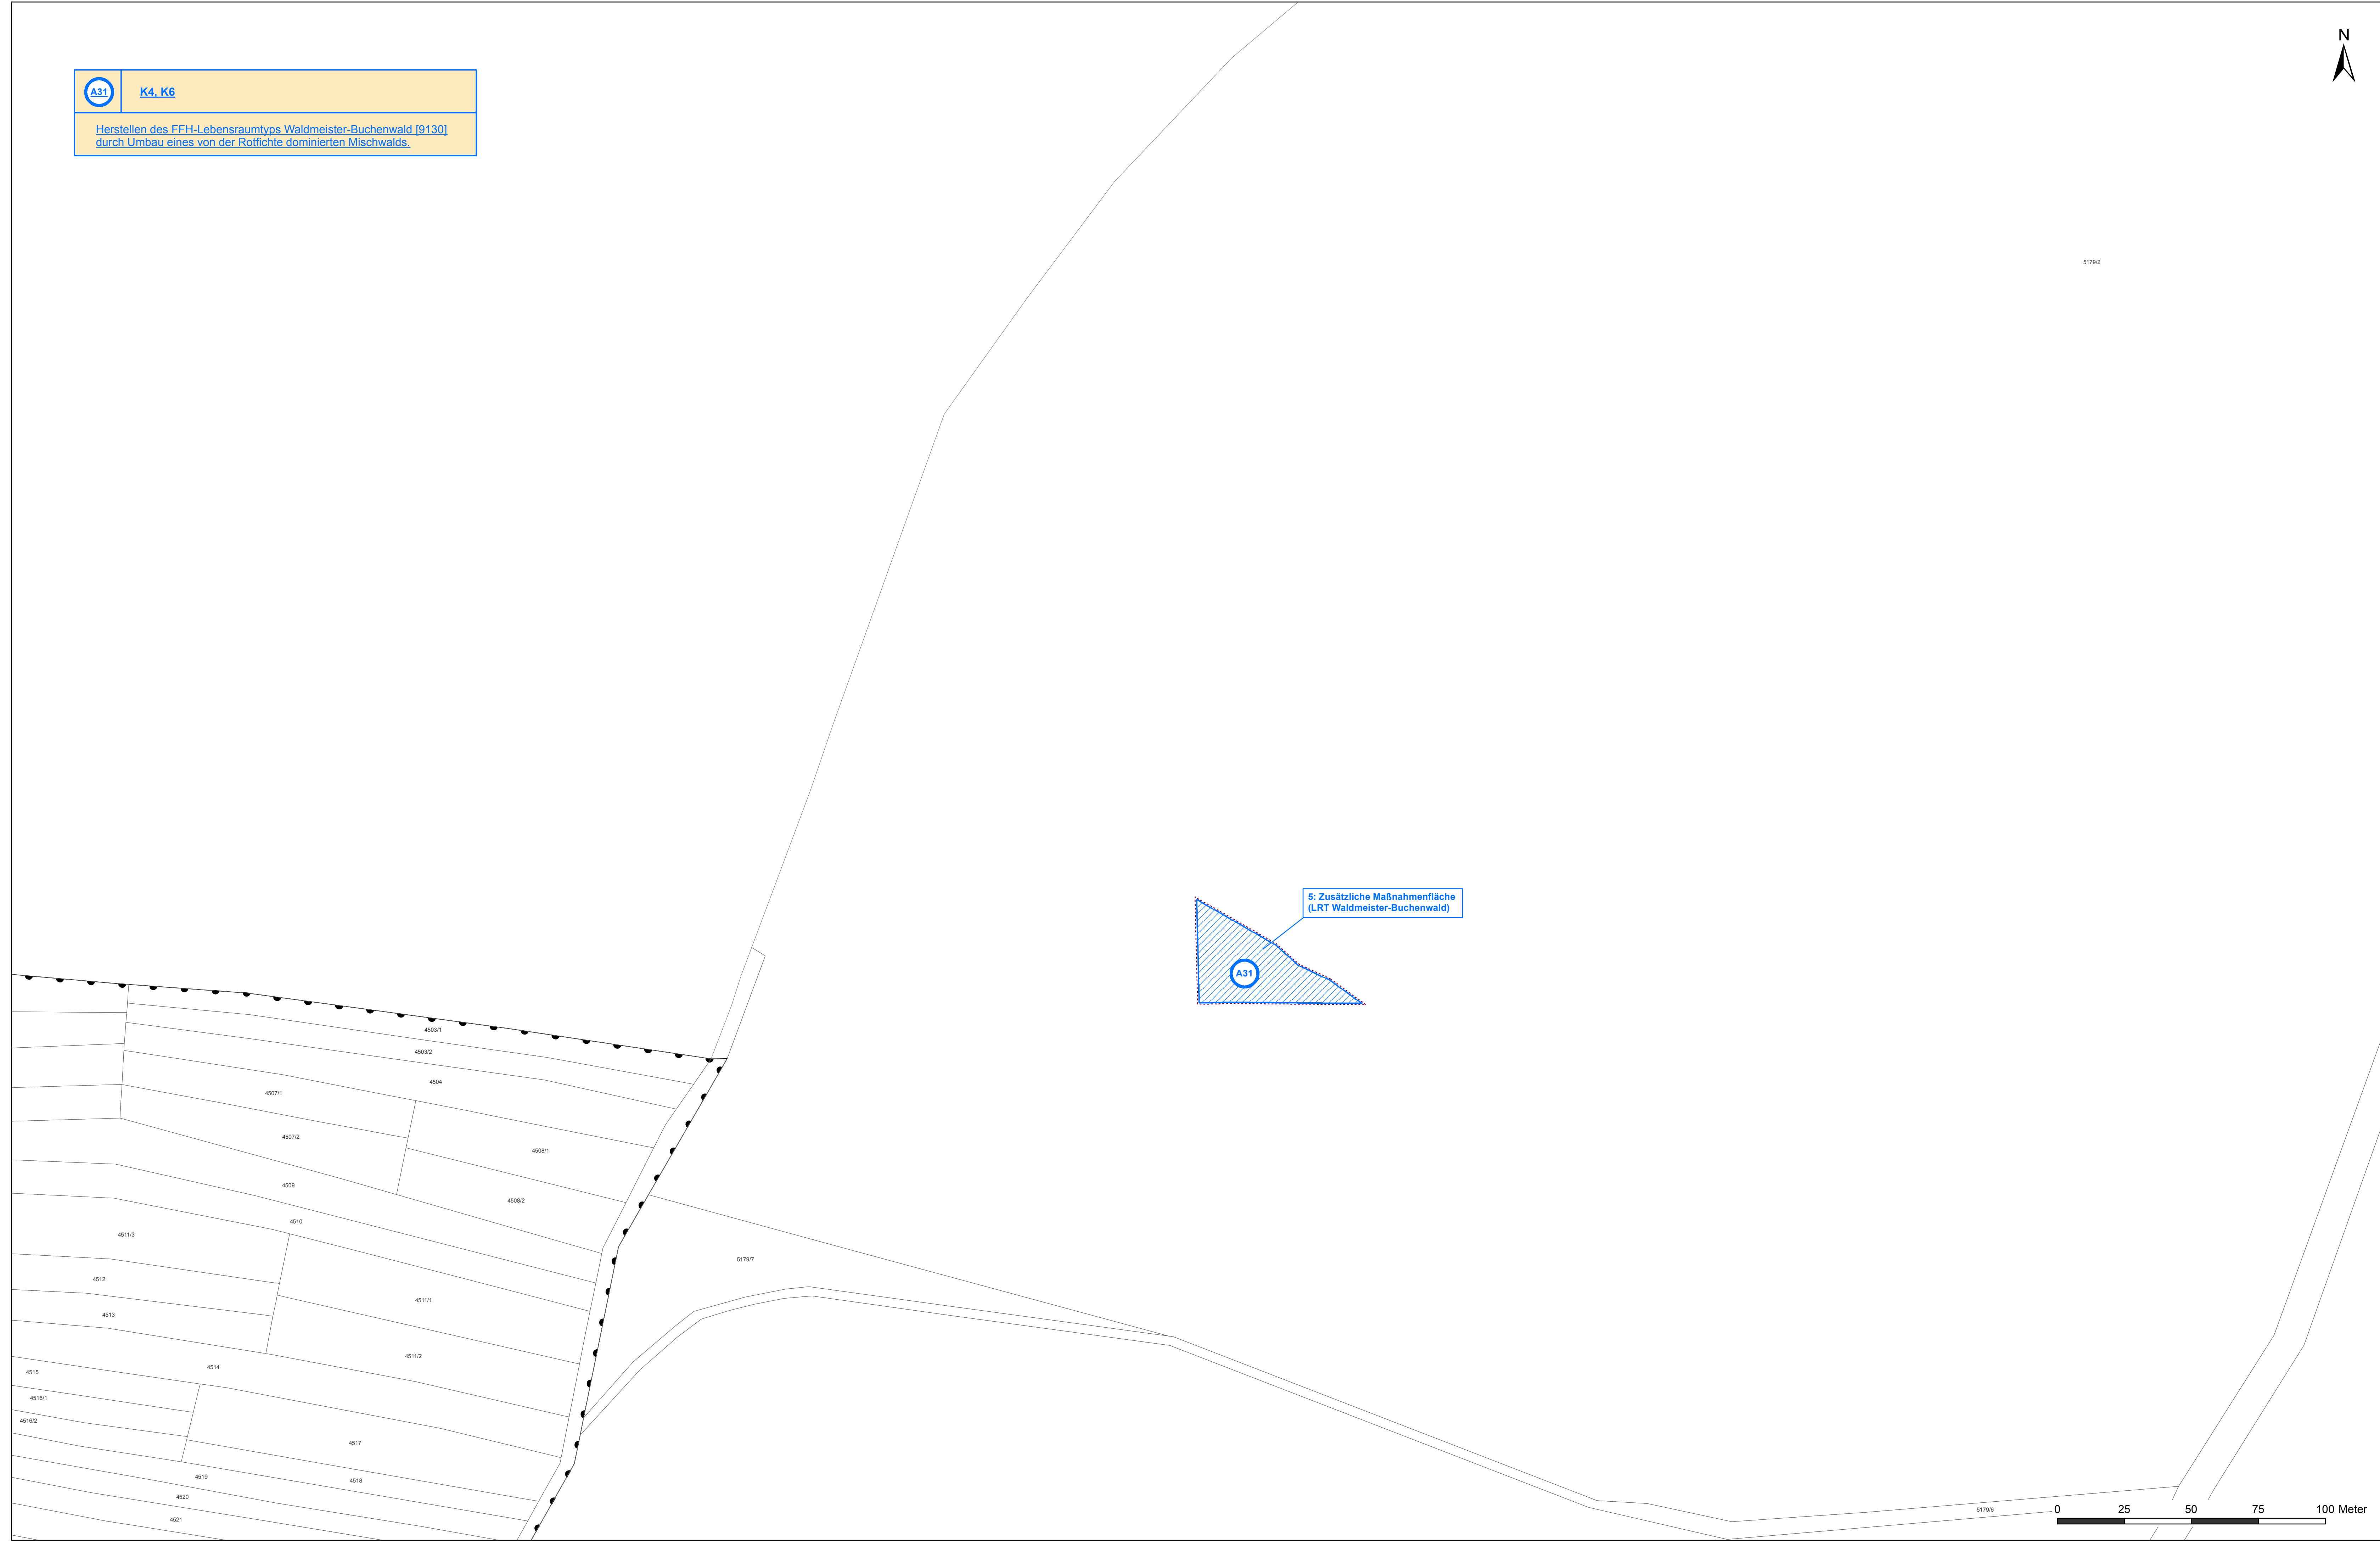 N
A31
K4, K6
Herstellen des FFH-Lebensraumtyps Waldmeister-Buchenwald [9130]
durch Umbau eines von der Rotfichte dominierten Mischwalds.
5179/2
5: Zusätzliche Maßnahmenfläche
(LRT Waldmeister-Buchenwald)
A31
4503/1
4503/2
4504
4507/1
4507/2
4508/1
4509
4508/2
4510
4511/3
5179/7
4512
4511/1
4513
4511/2
4514
4515
4516/1
4516/2
4517
4519
4518
4520
4521
5179/6
0 25 50 75 100 Meter